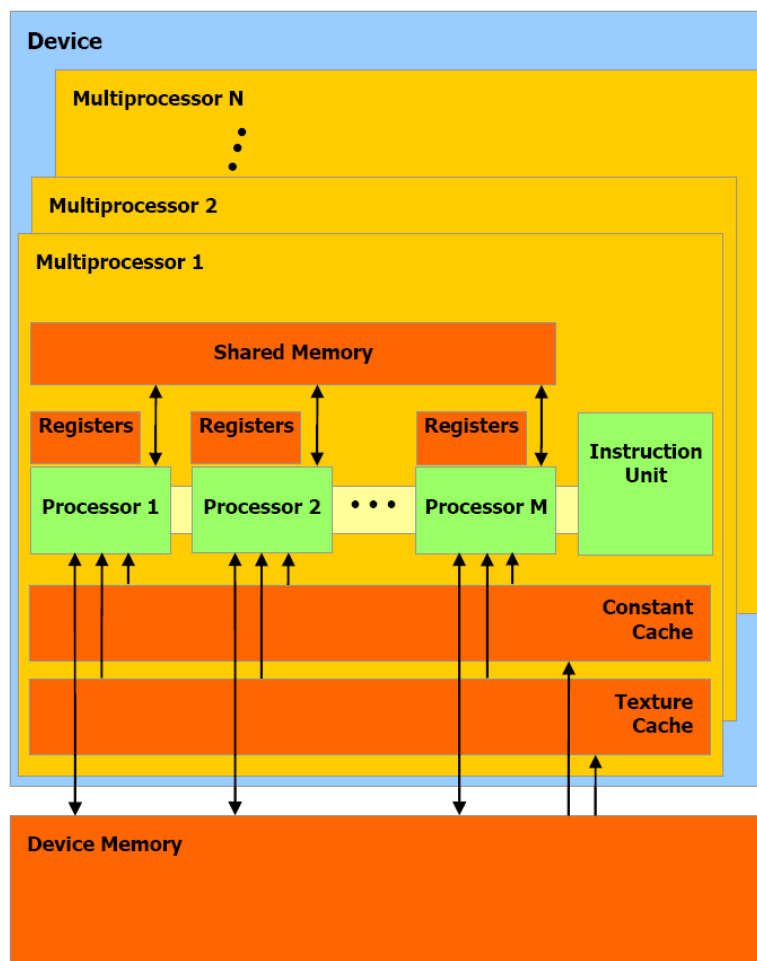 Device
Multiprocessor N
Multiprocessor 2
Multiprocessor 1
Shared Memory
Registers
Registers
Registers
Instruction
Unit
Processor 1
Processor 2
Processor M
Constant
Cache
Texture
Cache
Device Memory